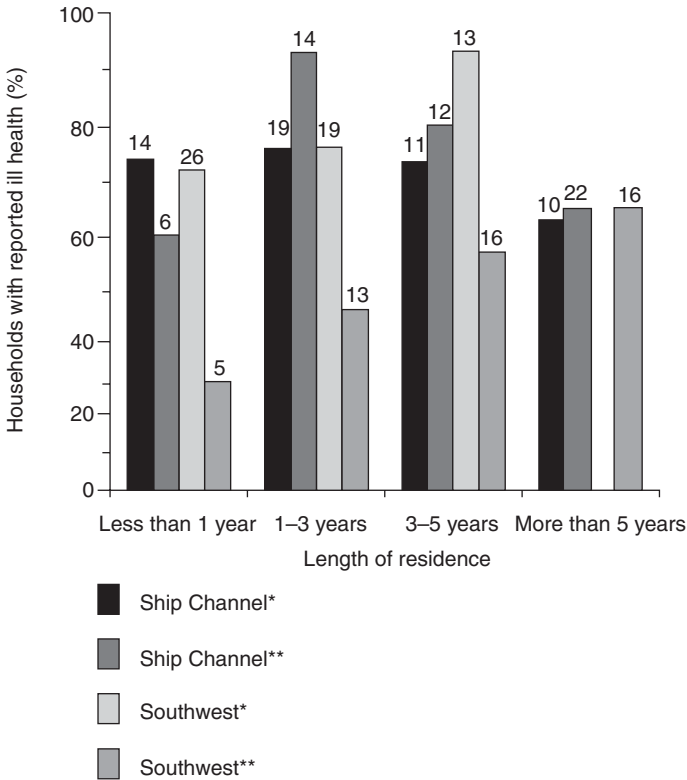 Households with reported ill health (%)
100
80
60
40
20
0
14
6
26
5
19
14
19
13
11
12
13
16
10
22
16
Less than 1 year
1–3 years
3–5 years
More than 5 years
Length of residence
Ship Channel*
Ship Channel**
Southwest*
Southwest**